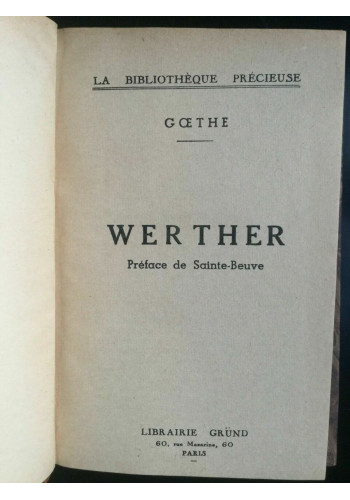 LA BIBLIOTHÈQUE PRÉCIEUSE
GŒTHE
WERTHER
Préface de Sainte-Beuve
LIBRAIRIE GRÜND
60, rue Mazarine, 60
PARIS